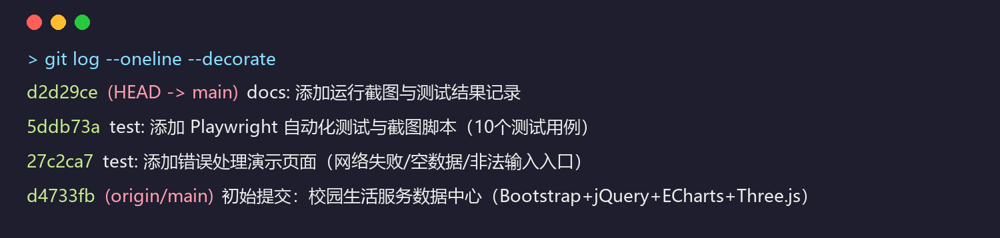 > git log --oneline --decorate
d2d29ce (HEAD -> main) docs: 添加运行截图与测试结果记录
5ddb73a test: 添加 Playwright 自动化测试与截图脚本（10个测试用例）
27c2ca7 test: 添加错误处理演示页面（网络失败/空数据/非法输入入口）
d4733fb (origin/main) 初始提交：校园生活服务数据中心（Bootstrap+jQuery+ECharts+Three.js）